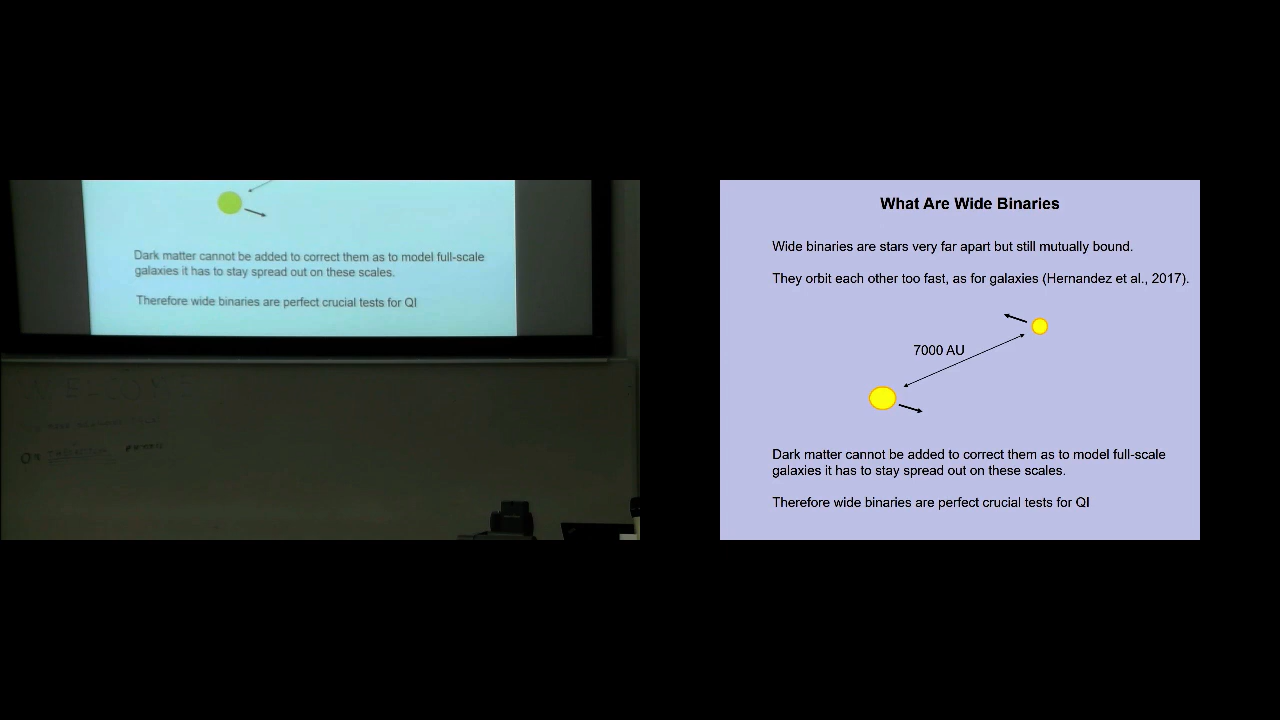 Dark matter cannot be added to correct them as to model full-scale
galaxies it has to stay spread out on these scales.
Therefore wide binaries are perfect crucial tests for QI
What Are Wide Binaries
Wide binaries are stars very far apart but still mutually bound.
They orbit each other too fast, as for galaxies (Hernandez et al., 2017).
7000 AU
Dark matter cannot be added to correct them as to model full-scale
galaxies it has to stay spread out on these scales.
Therefore wide binaries are perfect crucial tests for QI